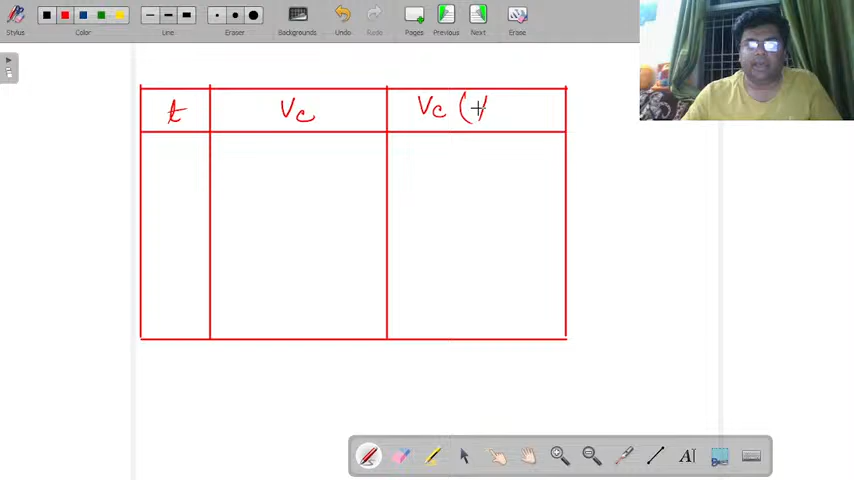 Stylus
Color
Line
Eraser
Backgrounds
Undo
Redo
Pages
Previous
Next
Erase
t
Vc
Vc (
A